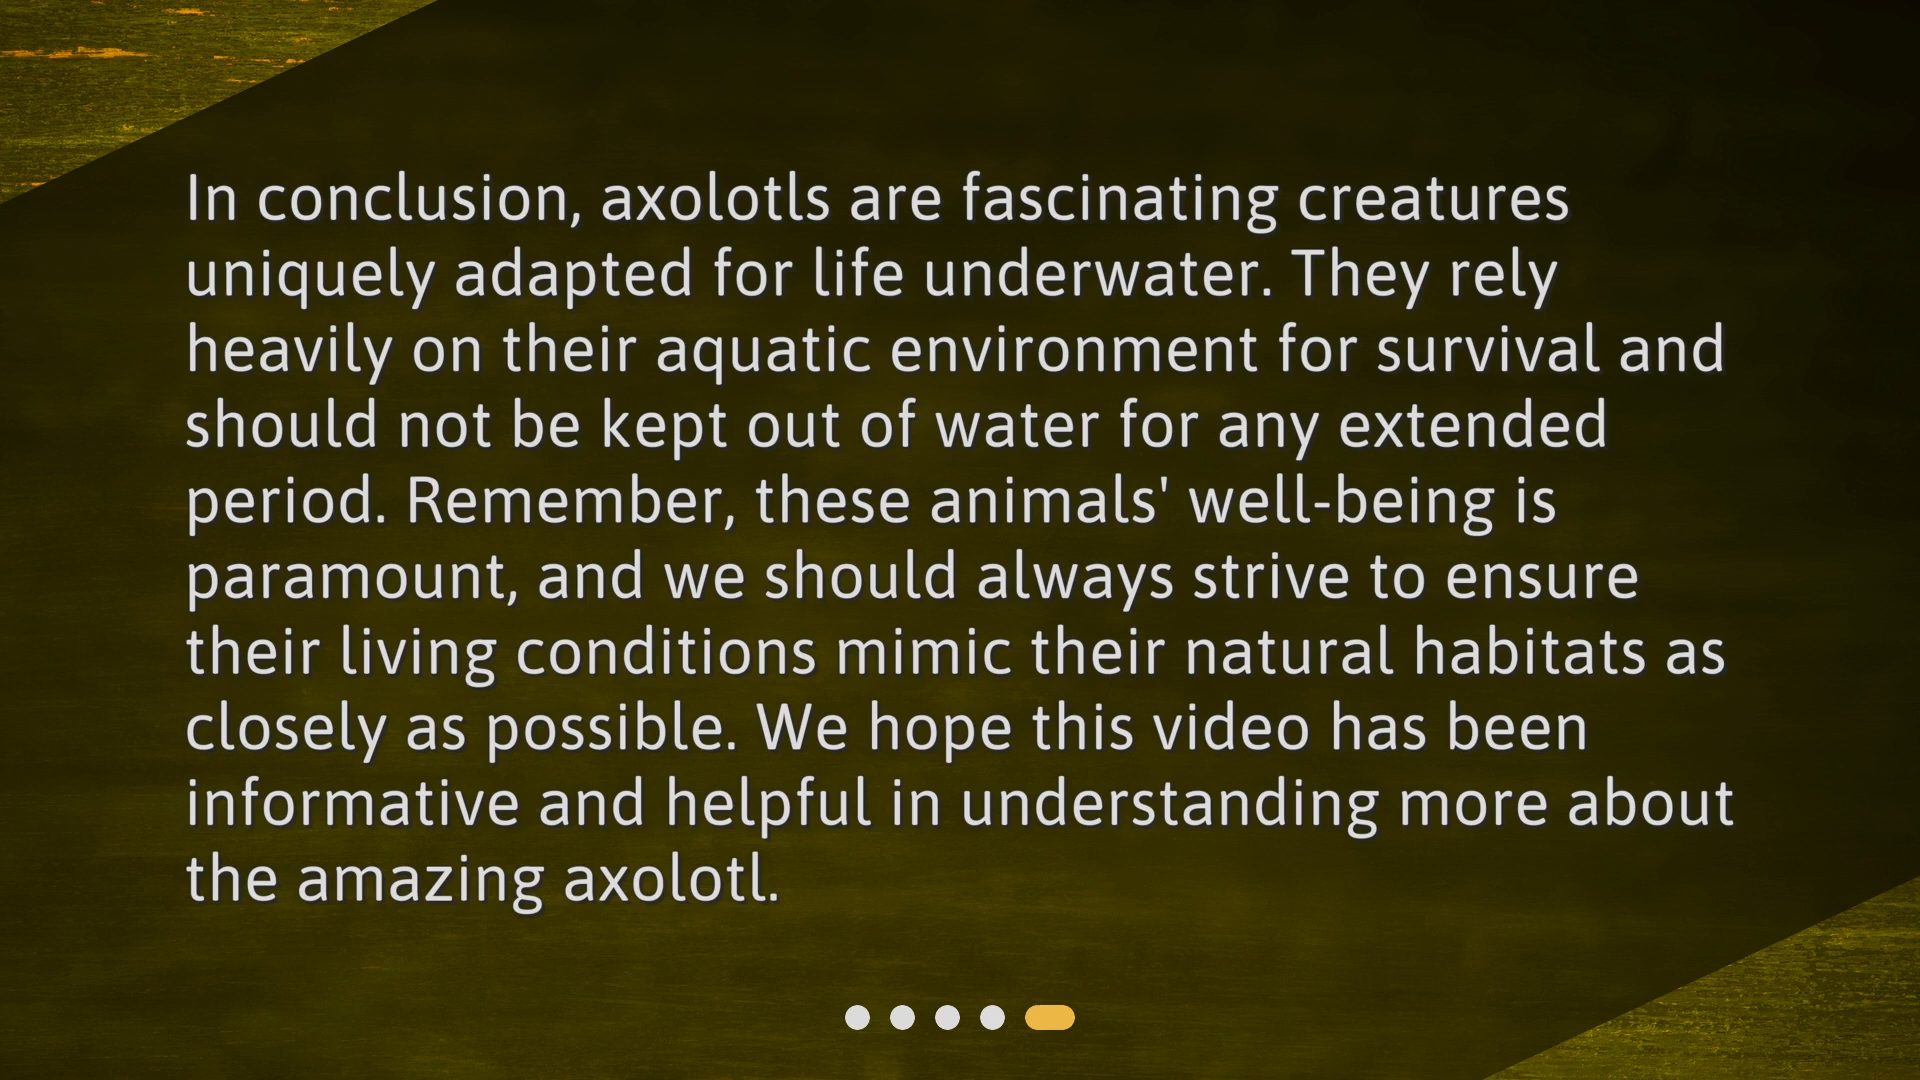 In conclusion, axolotls are fascinating creatures
uniquely adapted for life underwater. They rely
heavily on their aquatic environment for survival and
should not be kept out of water for any extended
period. Remember, these animals' well-being is
paramount, and we should always strive to ensure
their living conditions mimic their natural habitats as
closely as possible. We hope this video has been
informative and helpful in understanding more about
the amazing axolotl.